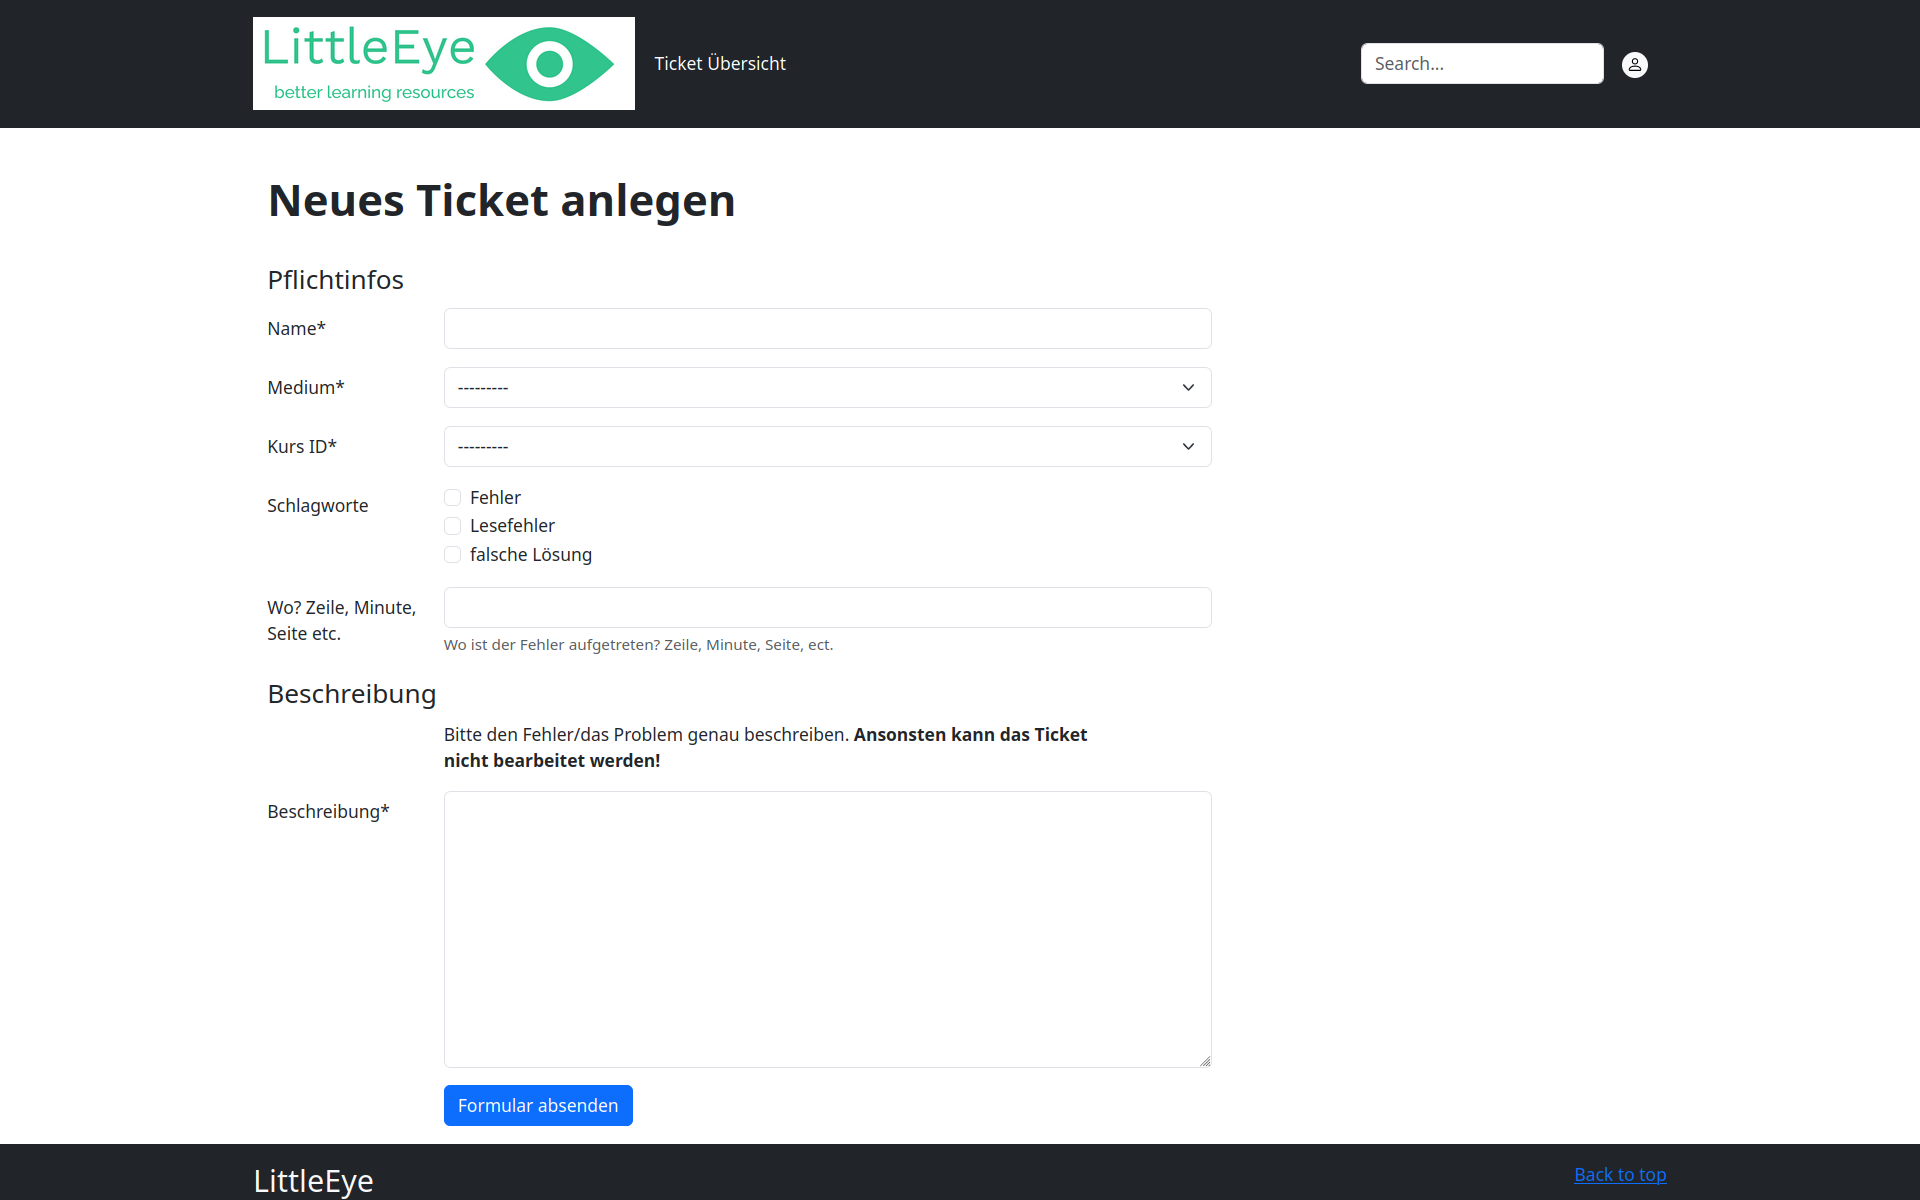 LittleEye
better learning resources
Ticket Übersicht
Search...
Neues Ticket anlegen
Pflichtinfos
Name*
Medium*
---------
Kurs ID*
---------
Schlagworte
Fehler
Lesefehler
falsche Lösung
Wo? Zeile, Minute,
Seite etc.
Wo ist der Fehler aufgetreten? Zeile, Minute, Seite, ect.
Beschreibung
Bitte den Fehler/das Problem genau beschreiben. Ansonsten kann das Ticket
nicht bearbeitet werden!
Beschreibung*
Formular absenden
LittleEye
Back to top